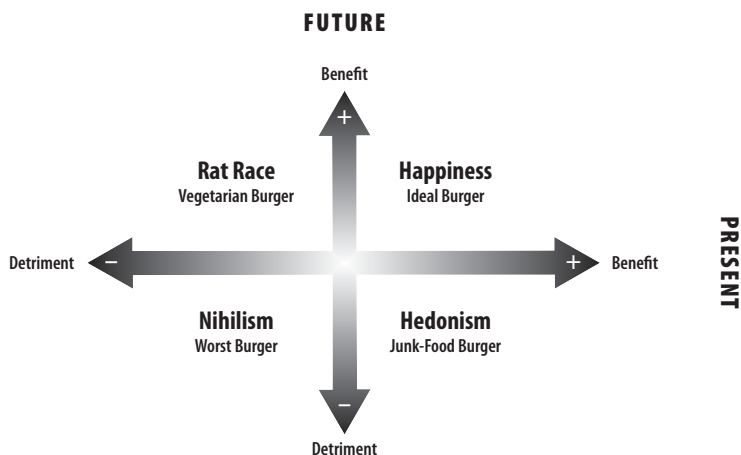 FUTURE
Benefit
+
Rat Race
Vegetarian Burger
Happiness
Ideal Burger
Detriment
−
+
Benefit
PRESENT
Nihilism
Worst Burger
Hedonism
Junk-Food Burger
−
Detriment